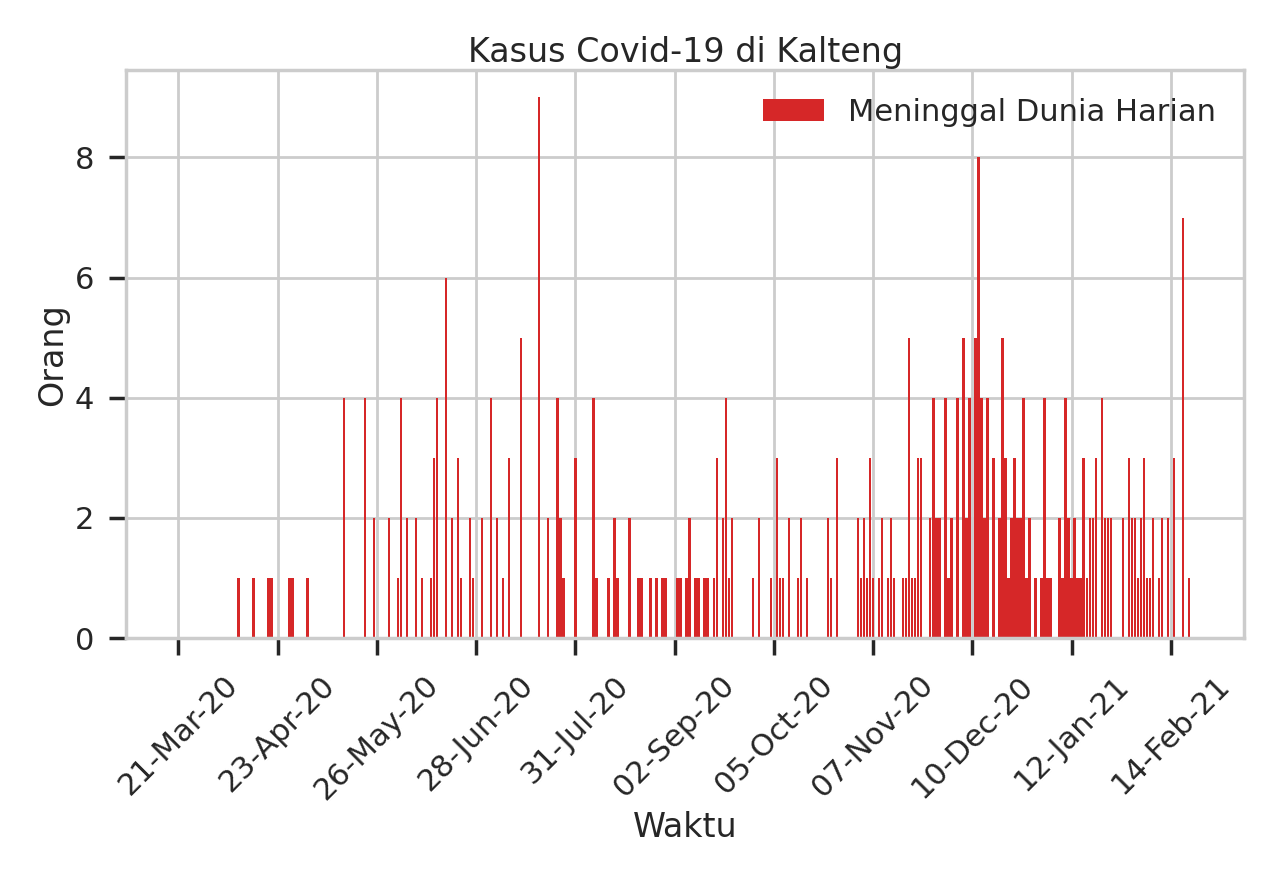 Kasus Covid-19 di Kalteng
Meninggal Dunia Harian
Orang
8
6
4
2
0
21-Mar-20
23-Apr-20
26-May-20
28-Jun-20
31-Jul-20
02-Sep-20
05-Oct-20
07-Nov-20
10-Dec-20
12-Jan-21
14-Feb-21
Waktu